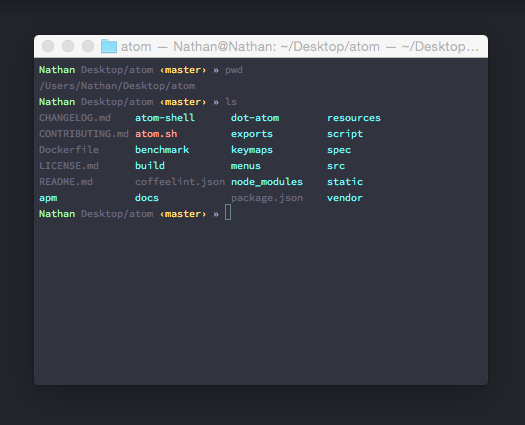 atom — Nathan@Nathan: ~/Desktop/atom — ~/Desktop…
Nathan Desktop/atom ‹master› » pwd
/Users/Nathan/Desktop/atom
Nathan Desktop/atom ‹master› » ls
CHANGELOG.md atom-shell dot-atom resources
CONTRIBUTING.md atom.sh exports script
Dockerfile benchmark keymaps spec
LICENSE.md build menus src
README.md coffeelint.json node_modules static
apm docs package.json vendor
Nathan Desktop/atom ‹master› »